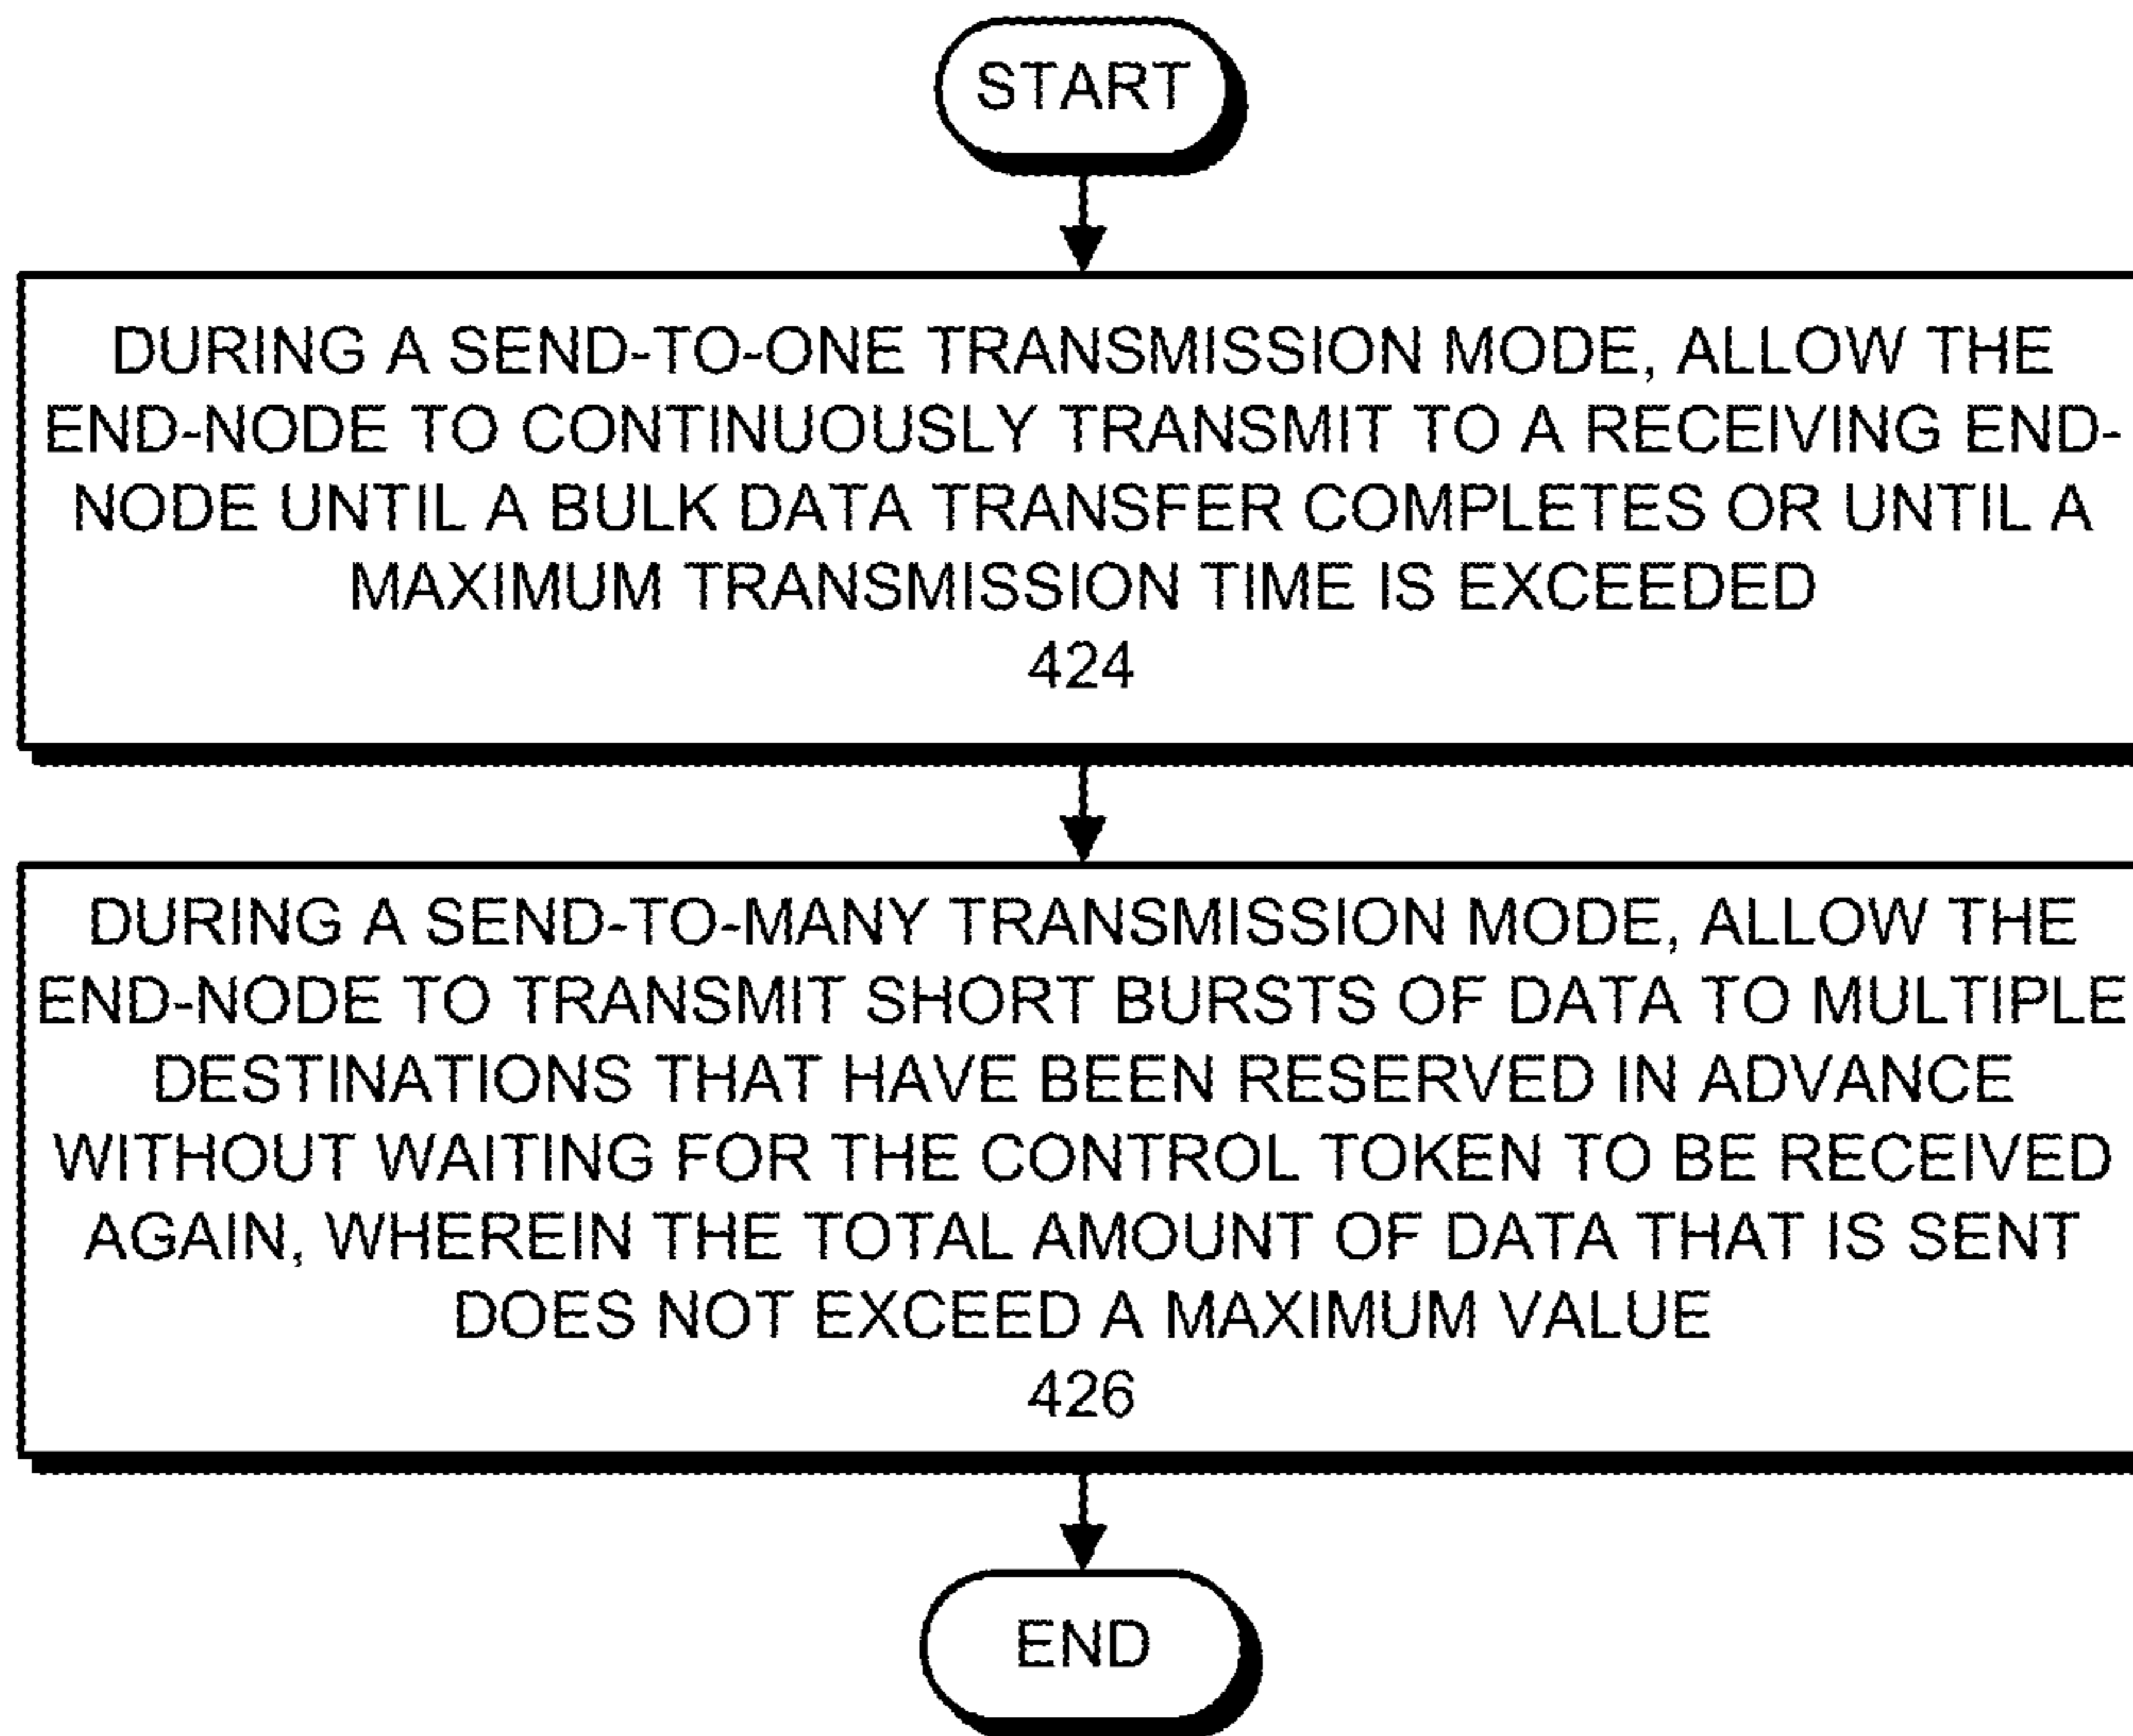 START
DURING A SEND-TO-ONE TRANSMISSION MODE, ALLOW THE
END-NODE TO CONTINUOUSLY TRANSMIT TO A RECEIVING END-
NODE UNTIL A BULK DATA TRANSFER COMPLETES OR UNTIL A
MAXIMUM TRANSMISSION TIME IS EXCEEDED
424
DURING A SEND-TO-MANY TRANSMISSION MODE, ALLOW THE
END-NODE TO TRANSMIT SHORT BURSTS OF DATA TO MULTIPLE
DESTINATIONS THAT HAVE BEEN RESERVED IN ADVANCE
WITHOUT WAITING FOR THE CONTROL TOKEN TO BE RECEIVED
AGAIN, WHEREIN THE TOTAL AMOUNT OF DATA THAT IS SENT
DOES NOT EXCEED A MAXIMUM VALUE
426
END